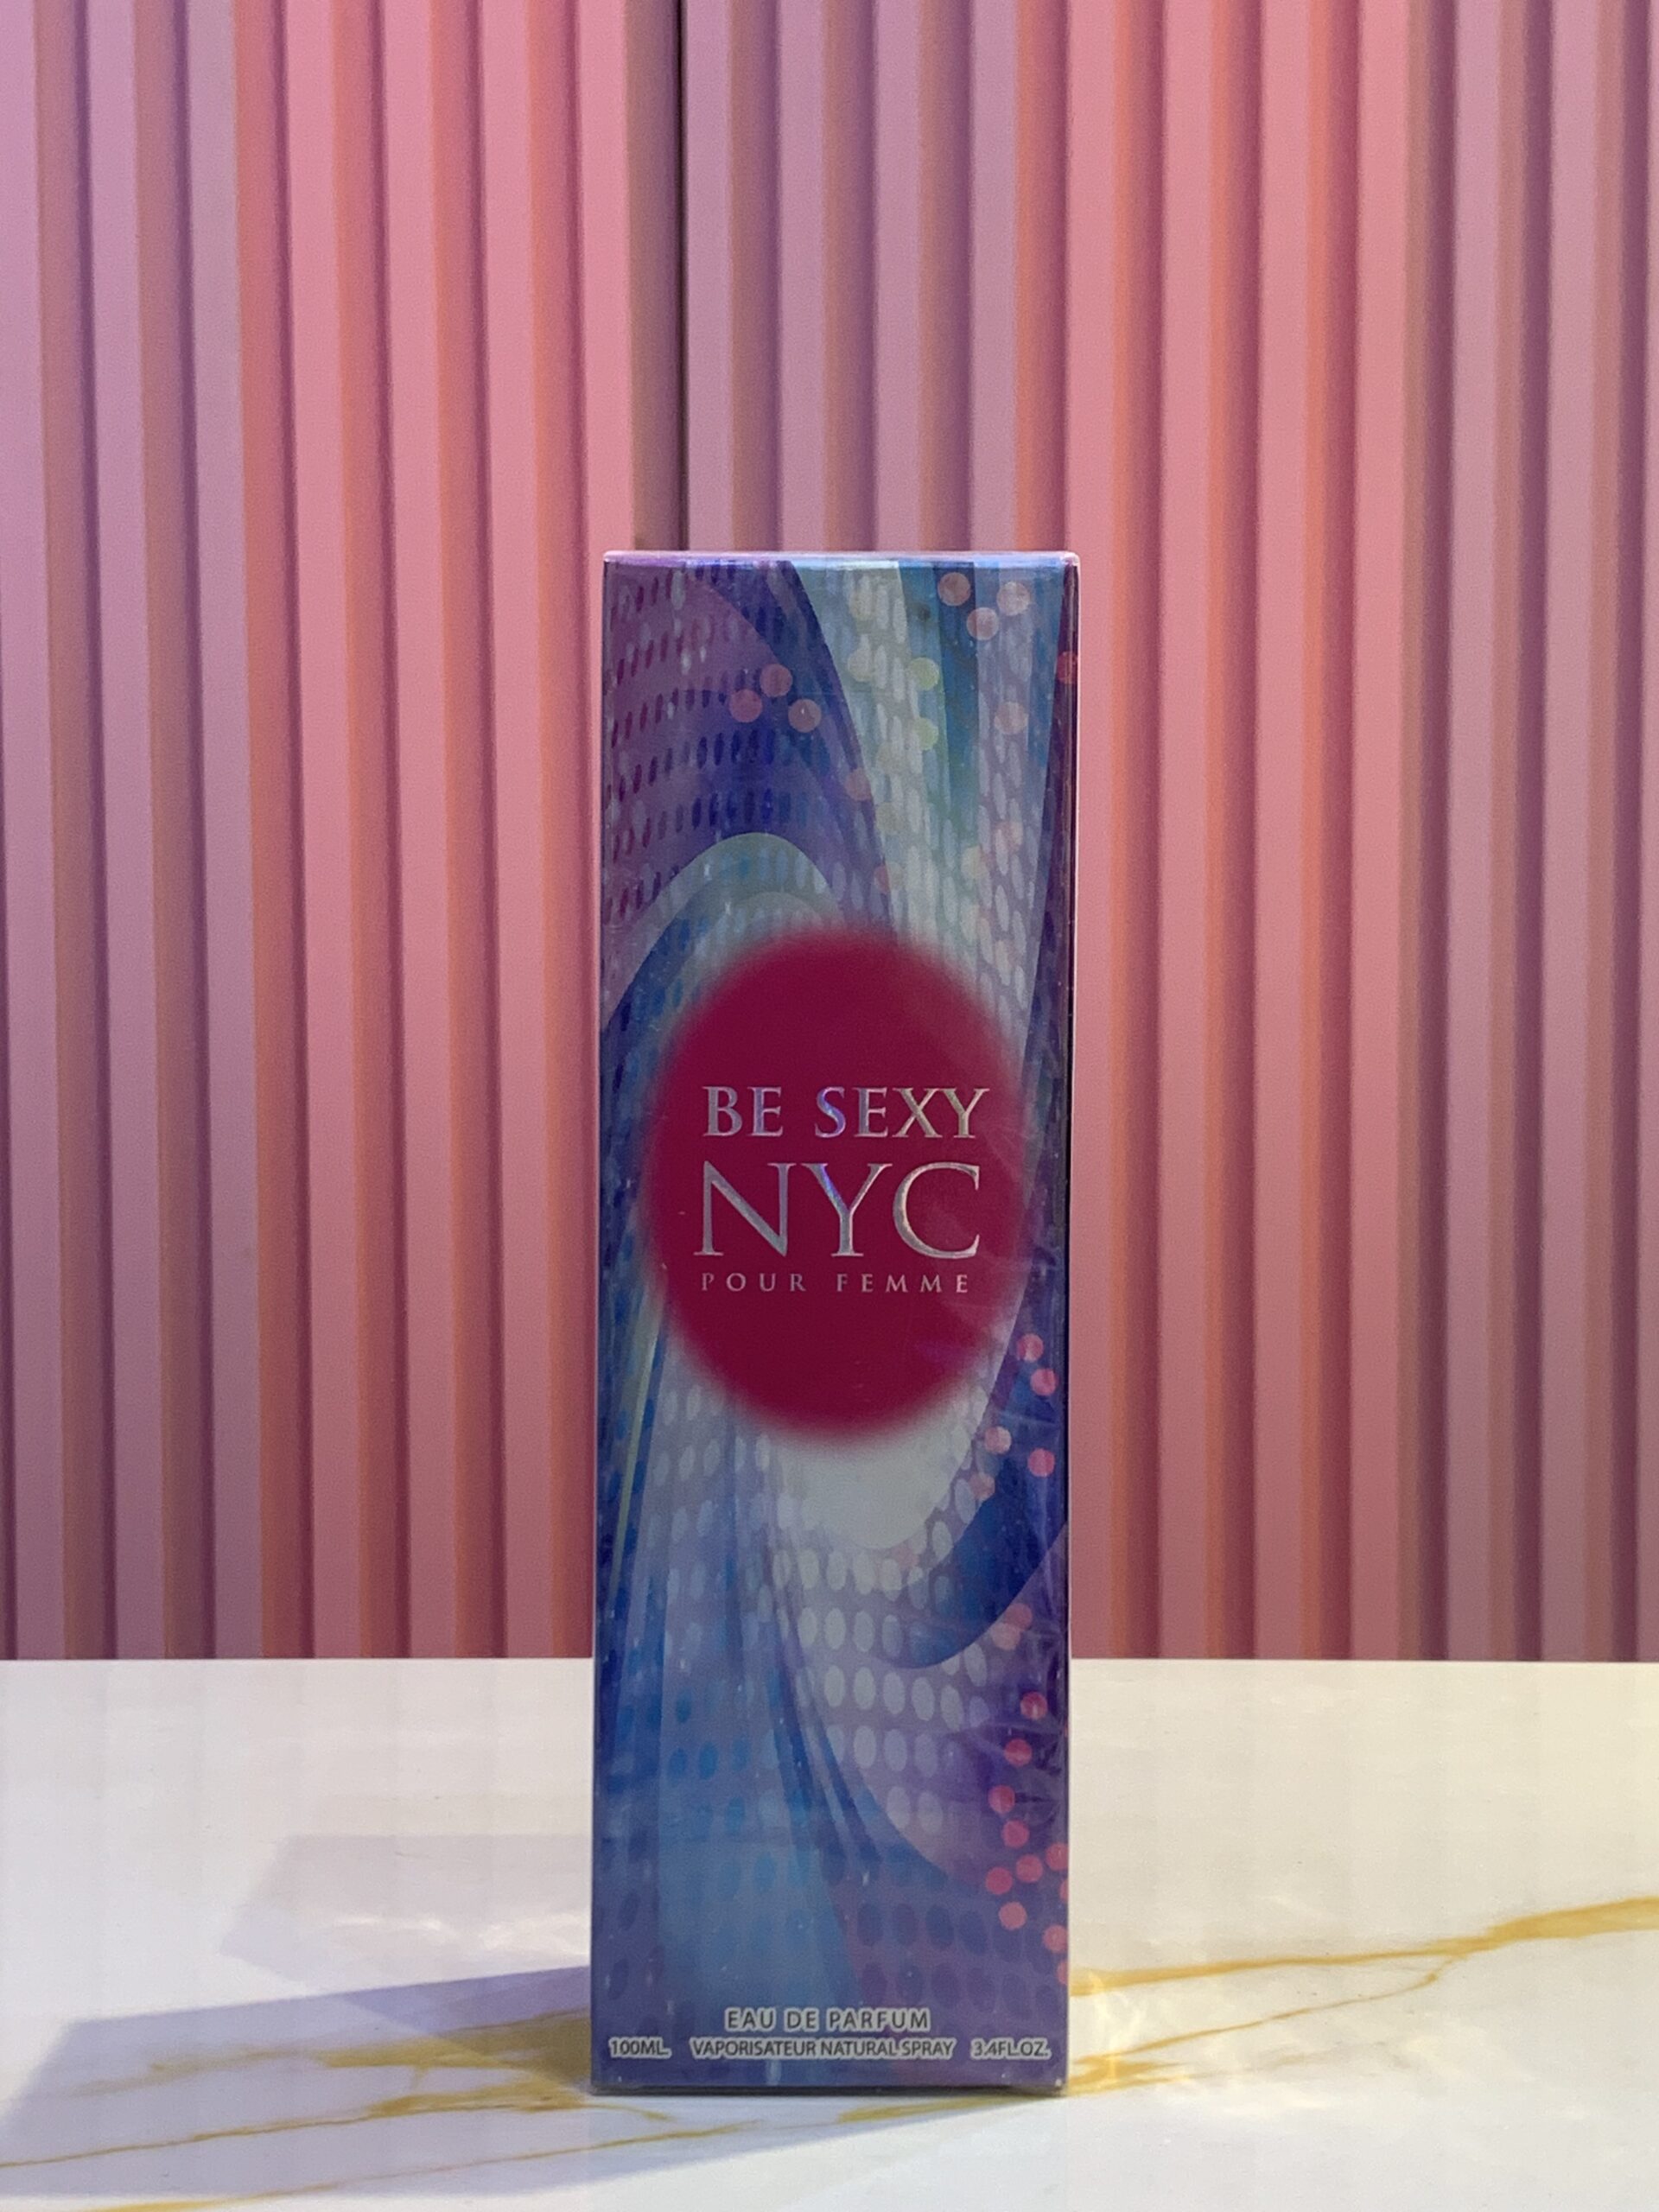 BE SEXY
NYC
POUR FEMME
EAU DE PARFUM
100ML. VAPORISATEUR NATURAL SPRAY 3.4FL.OZ.